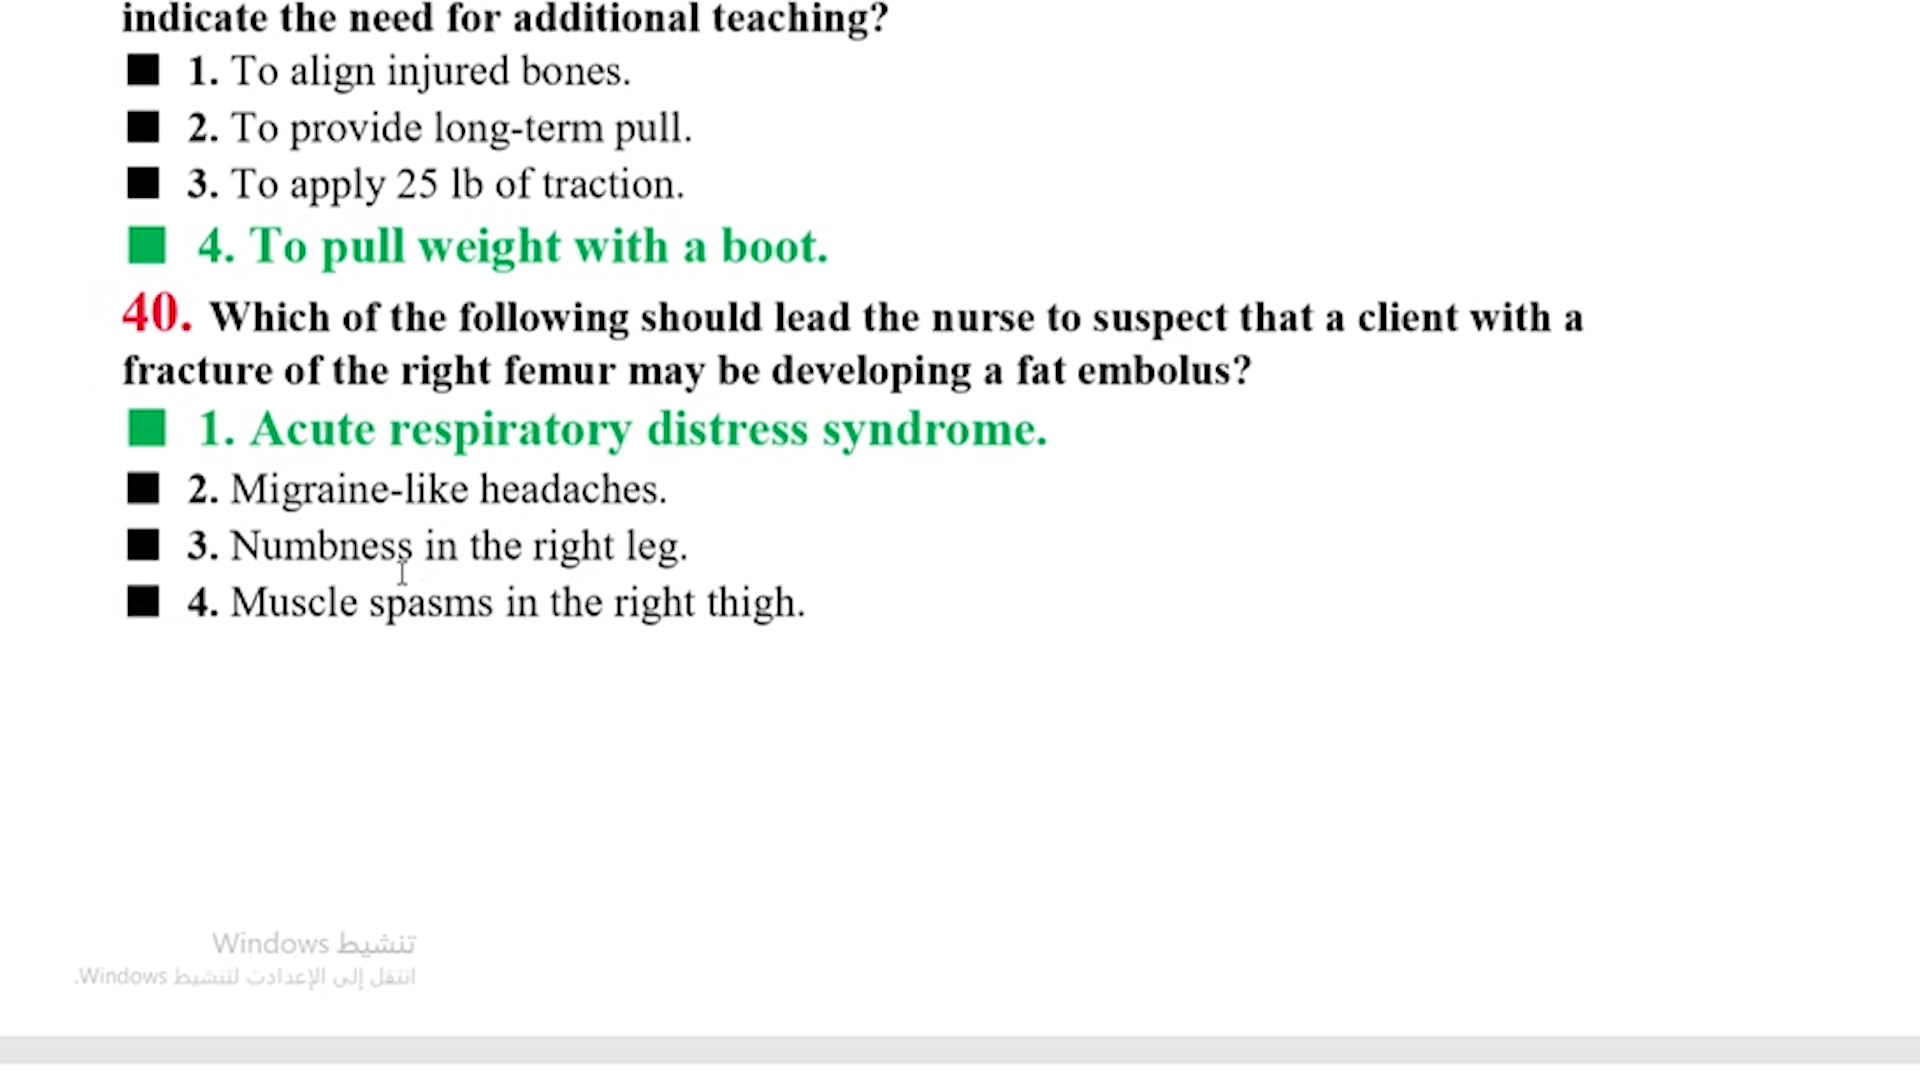 indicate the need for additional teaching?
■ 1. To align injured bones.
■ 2. To provide long-term pull.
■ 3. To apply 25 lb of traction.
■ 4. To pull weight with a boot.
40. Which of the following should lead the nurse to suspect that a client with a
fracture of the right femur may be developing a fat embolus?
■ 1. Acute respiratory distress syndrome.
■ 2. Migraine-like headaches.
■ 3. Numbness in the right leg.
■ 4. Muscle spasms in the right thigh.
تنشيط Windows
انتقل إلى الإعدادت لتنشيط Windows.